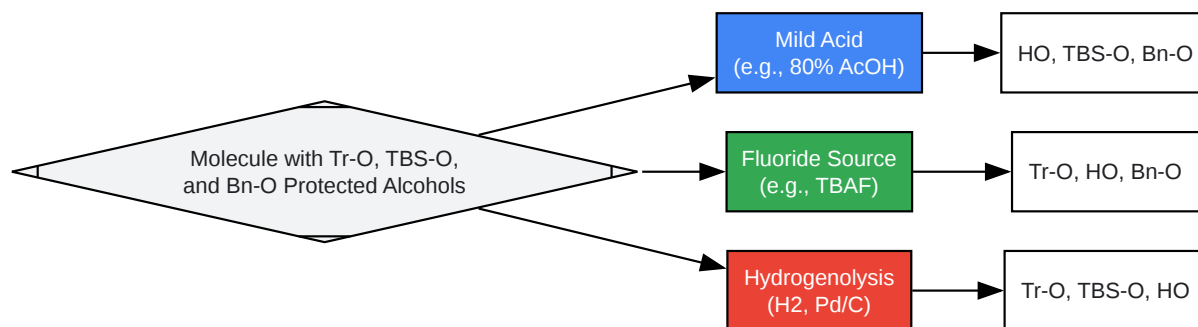 Molecule with Tr-O, TBS-O,
and Bn-O Protected Alcohols
Mild Acid
(e.g., 80% AcOH)
HO, TBS-O, Bn-O
Fluoride Source
(e.g., TBAF)
Tr-O, HO, Bn-O
Hydrogenolysis
(H2, Pd/C)
Tr-O, TBS-O, HO